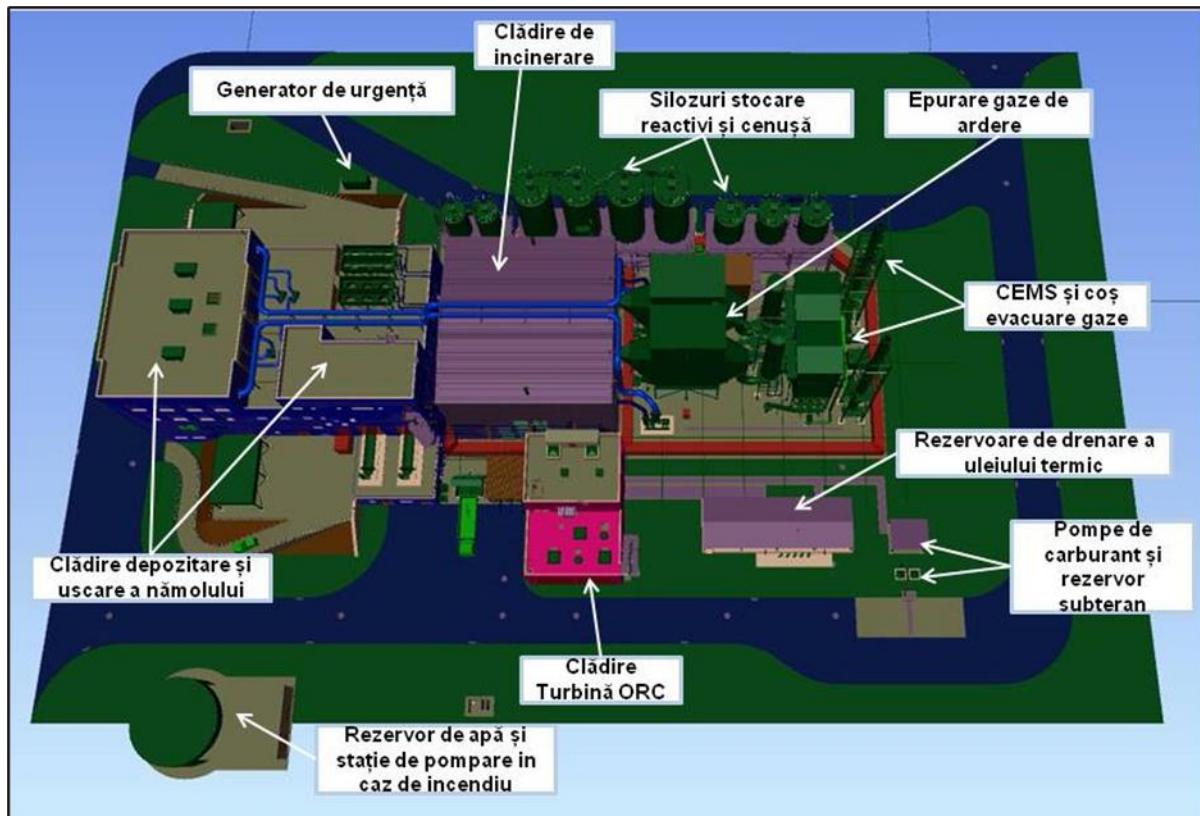 Clădire de
incinerare
Generator de urgență
Silozuri stocare
reactivi și cenușă
Epurare gaze de
ardere
CEMS și coș
evacuare gaze
Rezervoare de drenare a
uleiului termic
Pompe de
carburant și
rezervor
subteran
Clădire depozitare și
uscare a nămolului
Clădire
Turbină ORC
Rezervor de apă și
stație de pompare in
caz de incendiu